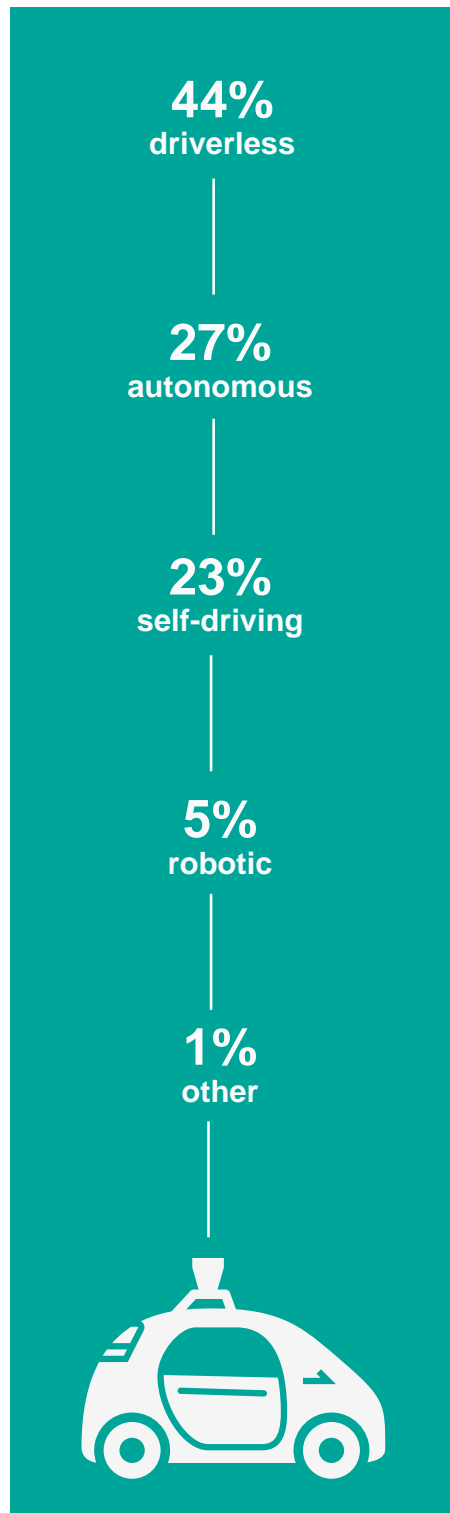 44%
driverless
27%
autonomous
23%
self-driving
5%
robotic
1%
other